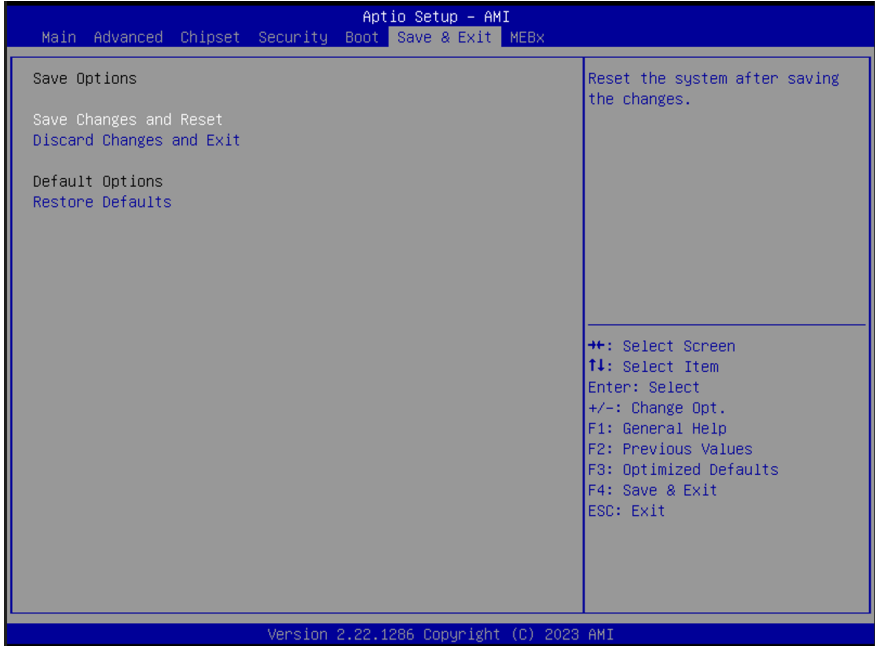 Aptio Setup – AMI
Main Advanced Chipset Security Boot Save & Exit MEBx
Save Options
Save Changes and Reset
Discard Changes and Exit
Default Options
Restore Defaults
Reset the system after saving
the changes.
→←: Select Screen
↑↓: Select Item
Enter: Select
+/-: Change Opt.
F1: General Help
F2: Previous Values
F3: Optimized Defaults
F4: Save & Exit
ESC: Exit
Version 2.22.1286 Copyright (C) 2023 AMI